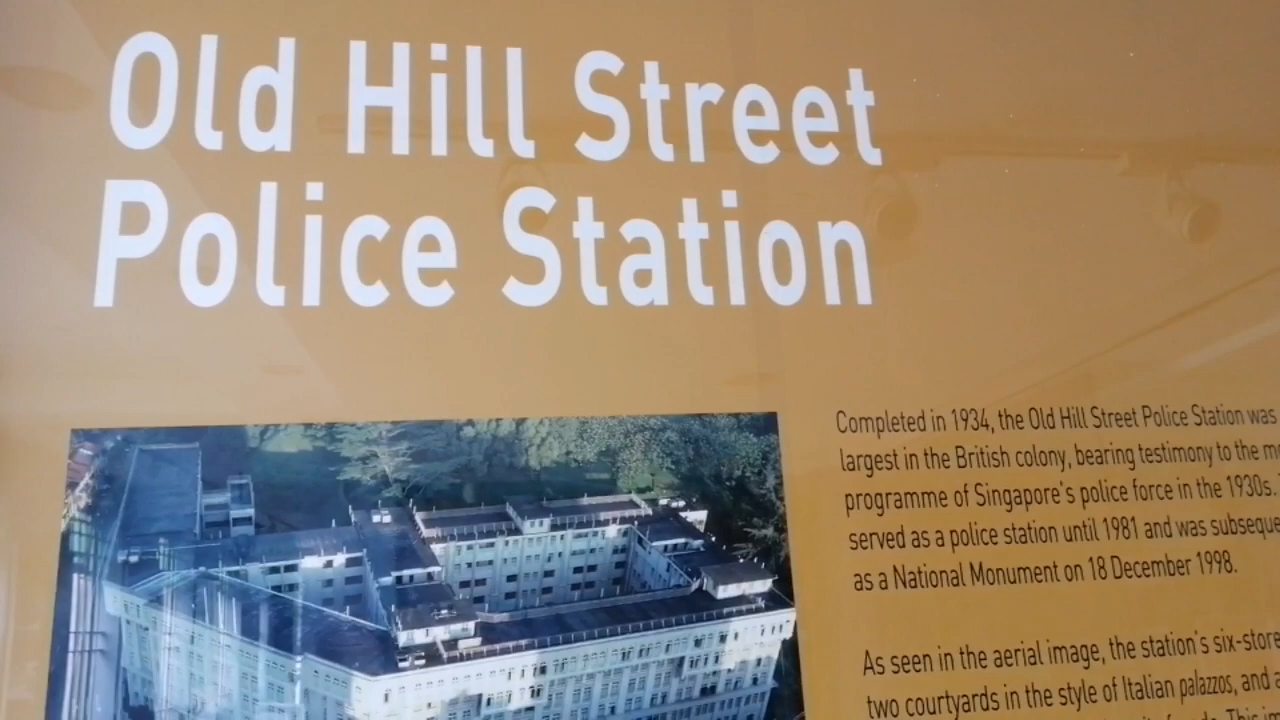 Old Hill Street
Police Station
Completed in 1934, the Old Hill Street Police Station was
largest in the British colony, bearing testimony to the
programme of Singapore's police force in the 1930s.
served as a police station until 1981 and was
as a National Monument on 18 December 1998.
As seen in the aerial image, the station's
two courtyards in the style of Italian palazzos, and